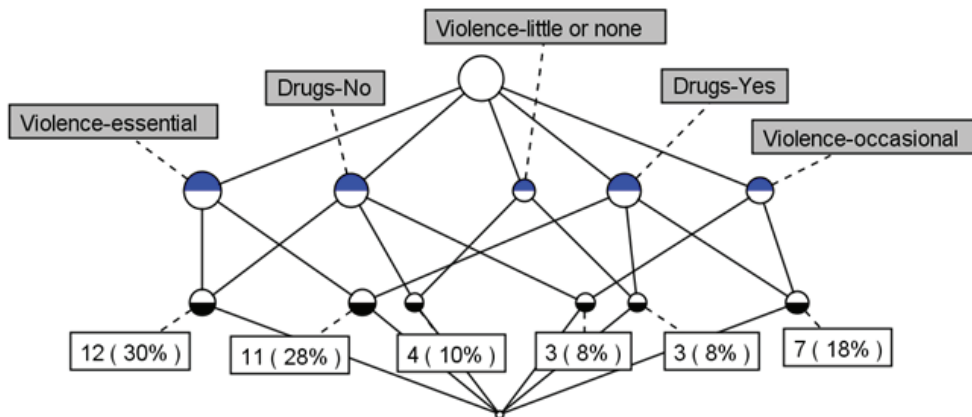 Violence-little or none
Drugs-No
Drugs-Yes
Violence-essential
Violence-occasional
12 ( 30% )
11 ( 28% )
4 ( 10% )
3 ( 8% )
3 ( 8% )
7 ( 18% )